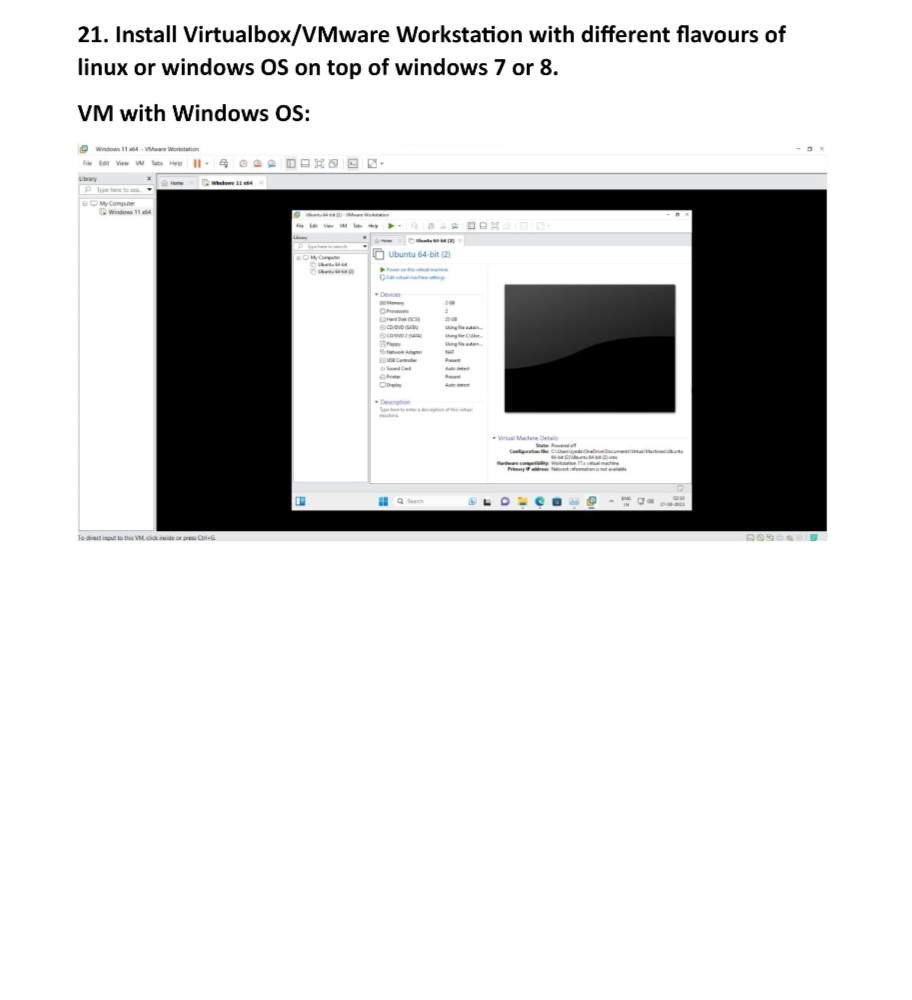 21. Install Virtualbox/VMware Workstation with different flavours of
linux or windows OS on top of windows 7 or 8.
VM with Windows OS:
Windows 11 x64 - VMware Workstation
File Edit View VM Tabs Help
Library
Type here to sea...
Home
Windows 11 x64
My Computer
Windows 11 x64
Ubuntu 64-bit (2) - VMware Workstation
File Edit View VM Tabs Help
Library
Type here to search
Home
Ubuntu 64-bit (2)
My Computer
Ubuntu 64-bit
Ubuntu 64-bit (2)
Ubuntu 64-bit (2)
Power on this virtual machine
Edit virtual machine settings
Devices
Memory 2 GB
Processors 2
Hard Disk (SCSI) 25 GB
CD/DVD (SATA) Using file autoin...
CD/DVD 2 (SATA) Using file
Floppy Using file autoin...
Network Adapter NAT
USB Controller Present
Sound Card Auto detect
Printer Present
Display Auto detect
Description
Type here to enter a description of this virtual
machine.
Virtual Machine Details
State: Powered off
Configuration file:
64-bit (2)\Ubuntu 64-bit (2).vmx
Hardware compatibility: Workstation 17.x virtual machine
Primary IP address: Network information is not available
Search
ENG
IN
To direct input to this VM, click inside or press Ctrl+G.